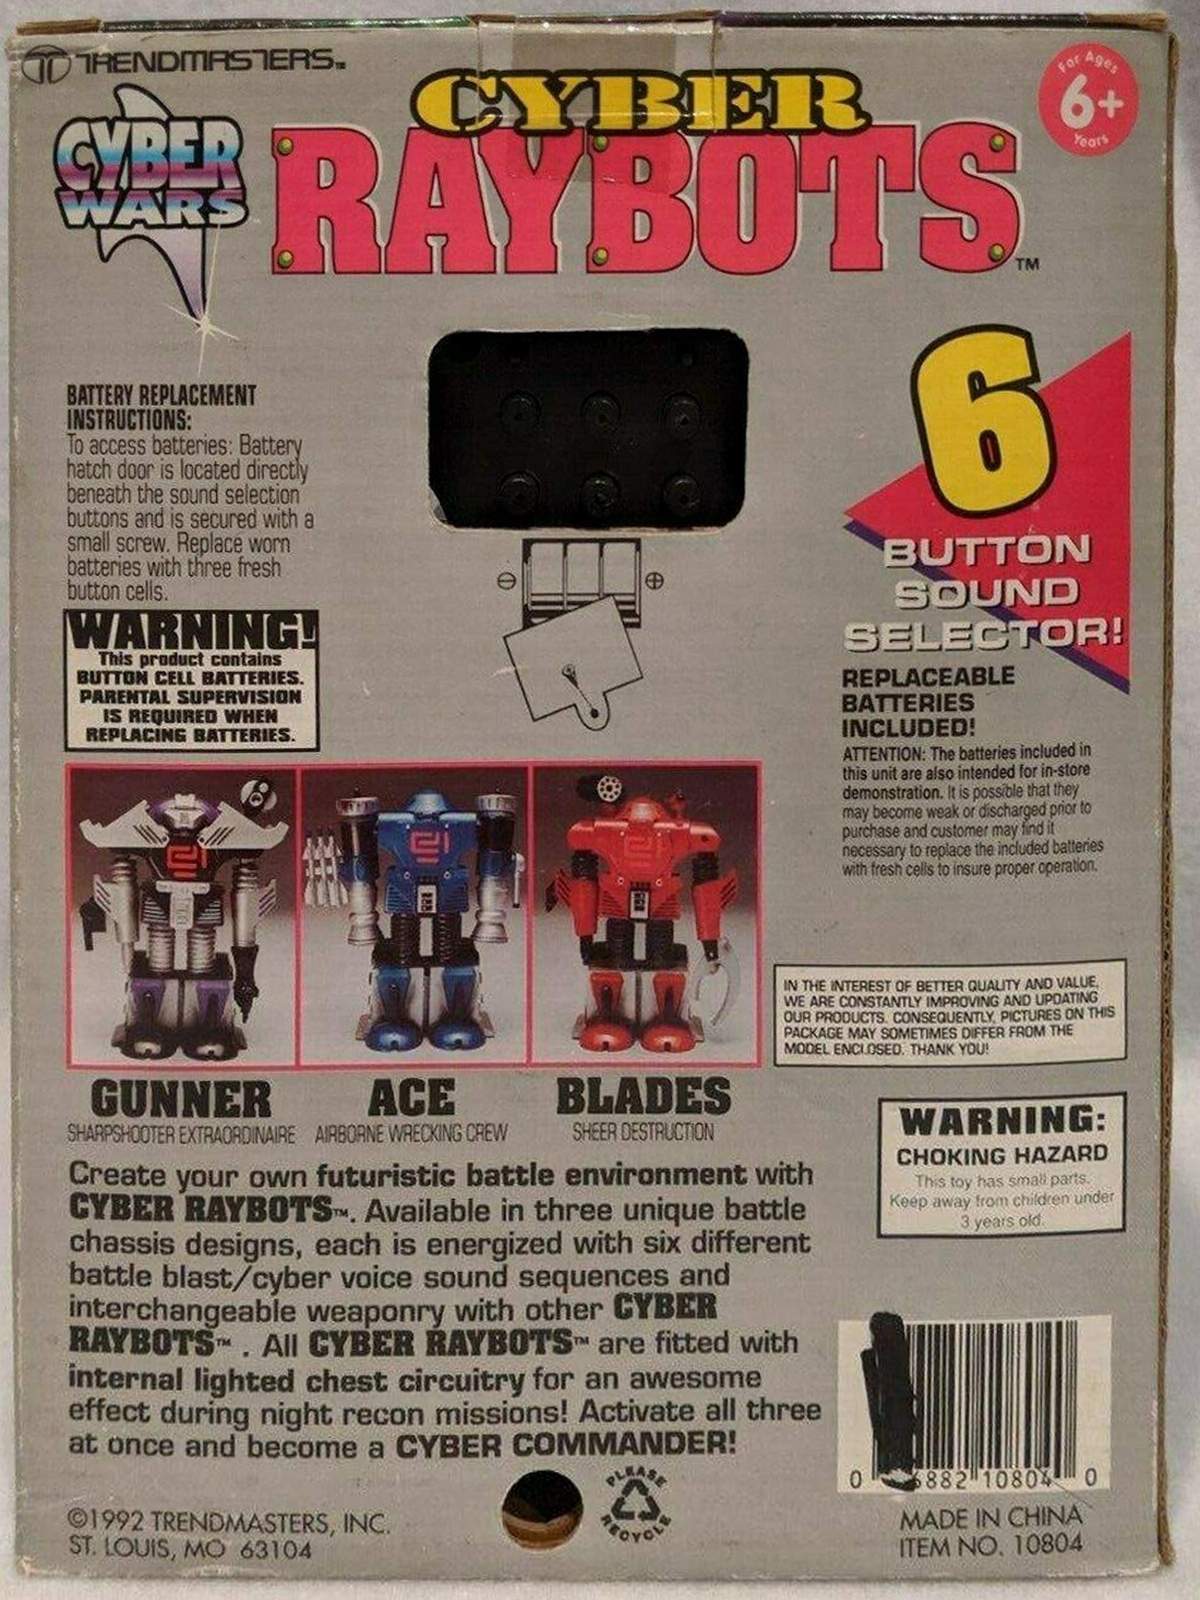 TRENDMASTERS™
CYBER
WARS
CYBER
RAYBOTS™
For Ages
6+
Years
BATTERY REPLACEMENT
INSTRUCTIONS:
To access batteries: Battery
hatch door is located directly
beneath the sound selection
buttons and is secured with a
small screw. Replace worn
batteries with three fresh
button cells.
WARNING!
This product contains
BUTTON CELL BATTERIES.
PARENTAL SUPERVISION
IS REQUIRED WHEN
REPLACING BATTERIES.
6
BUTTON
SOUND
SELECTOR!
REPLACEABLE
BATTERIES
INCLUDED!
ATTENTION: The batteries included in
this unit are also intended for in-store
demonstration. It is possible that they
may become weak or discharged prior to
purchase and customer may find it
necessary to replace the included batteries
with fresh cells to insure proper operation.
IN THE INTEREST OF BETTER QUALITY AND VALUE,
WE ARE CONSTANTLY IMPROVING AND UPDATING
OUR PRODUCTS. CONSEQUENTLY, PICTURES ON THIS
PACKAGE MAY SOMETIMES DIFFER FROM THE
MODEL ENCLOSED. THANK YOU!
GUNNER
SHARPSHOOTER EXTRAORDINAIRE
ACE
AIRBORNE WRECKING CREW
BLADES
SHEER DESTRUCTION
WARNING:
CHOKING HAZARD
This toy has small parts.
Keep away from children under
3 years old.
Create your own futuristic battle environment with
CYBER RAYBOTS™. Available in three unique battle
chassis designs, each is energized with six different
battle blast/cyber voice sound sequences and
interchangeable weaponry with other CYBER
RAYBOTS™ . All CYBER RAYBOTS™ are fitted with
internal lighted chest circuitry for an awesome
effect during night recon missions! Activate all three
at once and become a CYBER COMMANDER!
0 6882 10804 0
PLEASE
RECYCLE
©1992 TRENDMASTERS, INC.
ST. LOUIS, MO 63104
MADE IN CHINA
ITEM NO. 10804